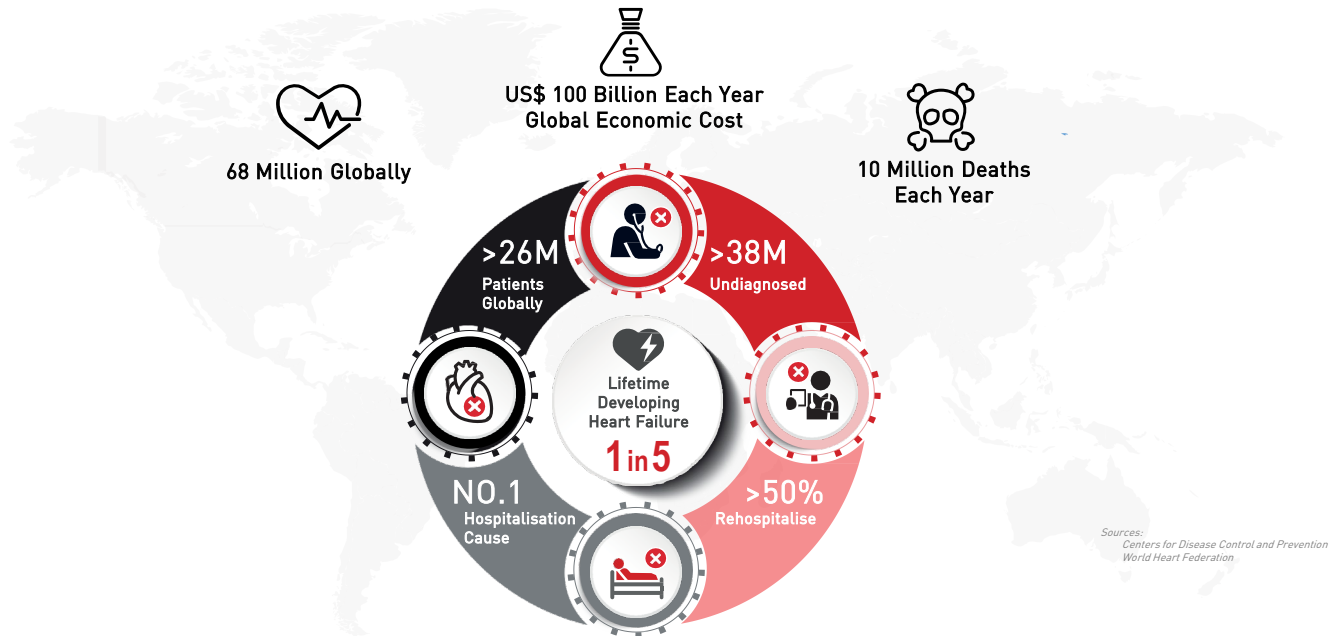 US$ 100 Billion Each Year
Global Economic Cost
68 Million Globally
10 Million Deaths
Each Year
>26M
Patients
Globally
>38M
Undiagnosed
Lifetime
Developing
Heart Failure
1 in 5
NO.1
Hospitalisation
Cause
>50%
Rehospitalise
Sources:
Centers for Disease Control and Prevention
World Heart Federation